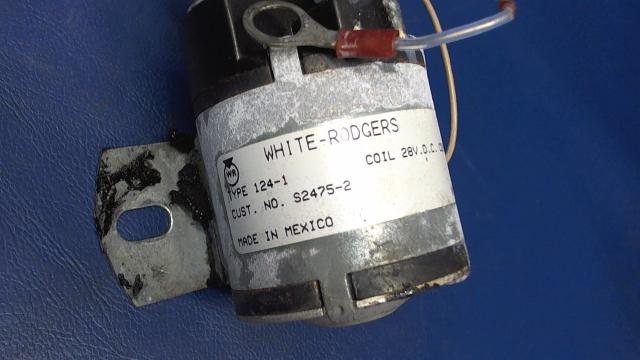 WHITE-RODGERS
WR
TYPE 124-1
COIL 28V.D.C.
CUST. NO. S2475-2
MADE IN MEXICO